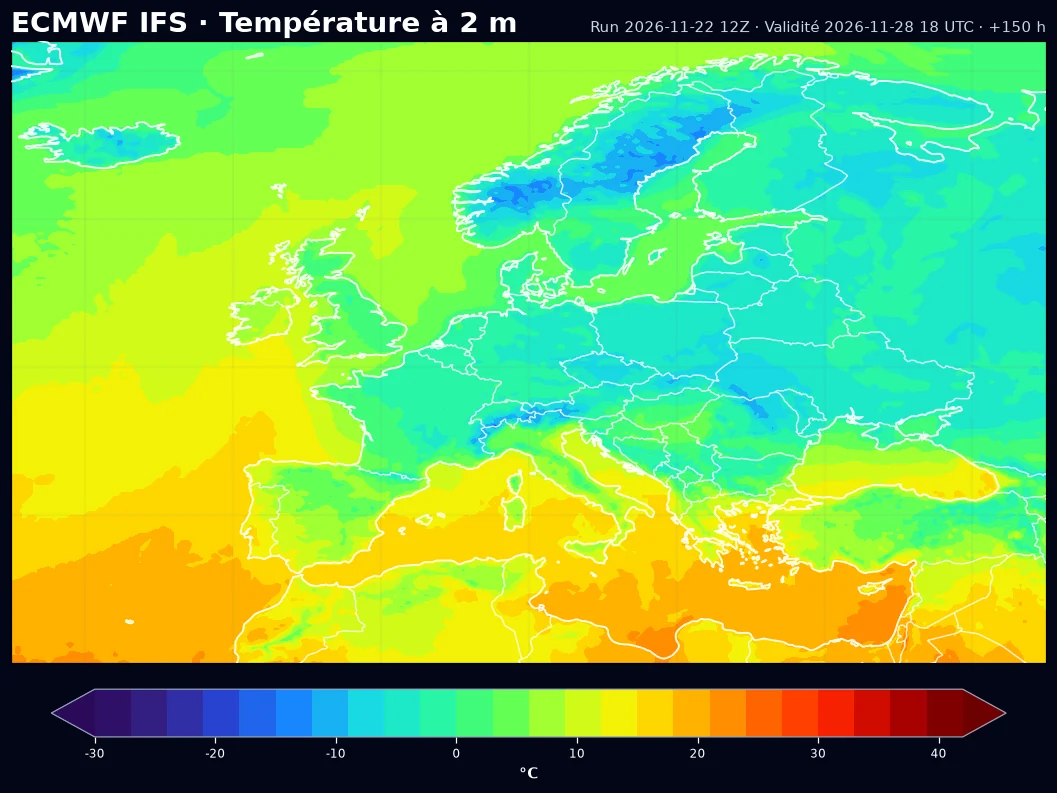 ECMWF IFS · Température à 2 m
Run 2026-11-22 12Z · Validité 2026-11-28 18 UTC · +150 h
-30 -20 -10 0 10 20 30 40
°C